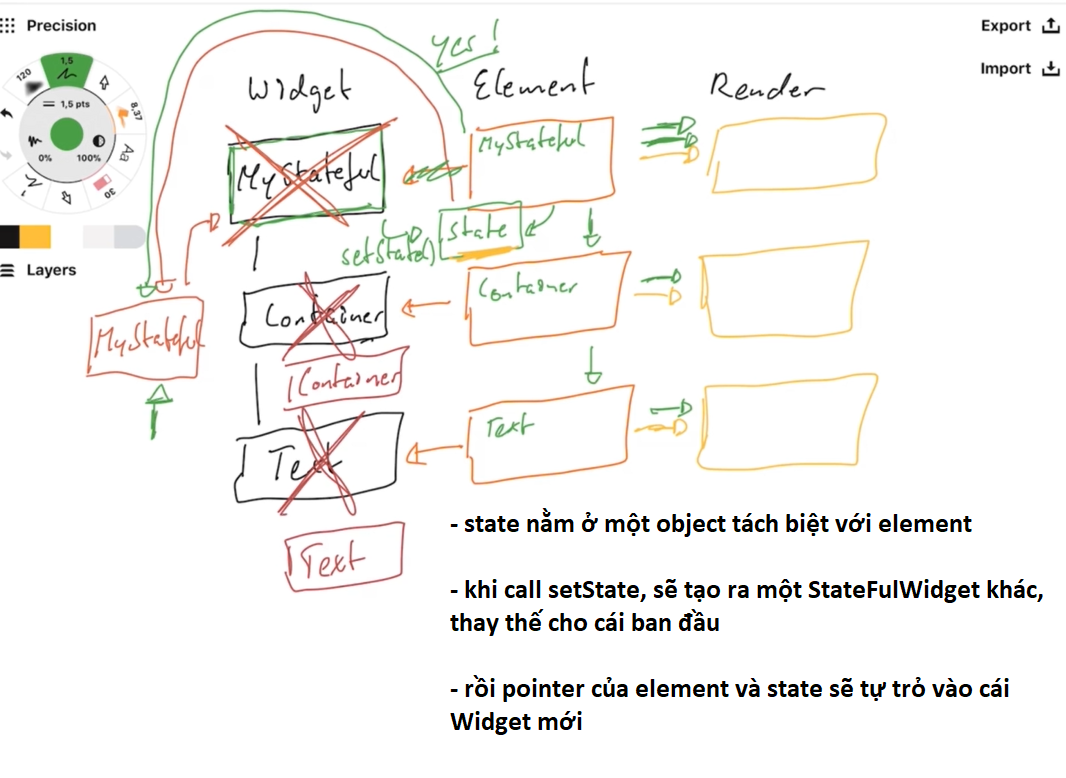 Precision
Export
Import
1,5
120
8,37
1,5 pts
0%
100%
Aa
30
Layers
yes!
Widget
Element
Render
MyStateful
MyStateful
State
setState()
Container
Container
MyStateful
Container
Text
Text
Text
- state nằm ở một object tách biệt với element
- khi call setState, sẽ tạo ra một StateFulWidget khác,
thay thế cho cái ban đầu
- rồi pointer của element và state sẽ tự trỏ vào cái
Widget mới